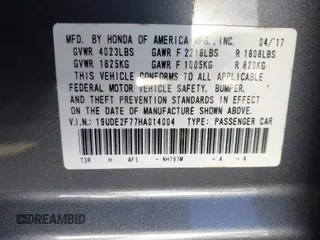 MFD. BY HONDA OF AMERICA MFG., INC. 04/17
GVWR 4023LBS GAWR F 2216LBS R 1808LBS
GVWR 1825KG GAWR F 1005KG R 820KG
THIS VEHICLE CONFORMS TO ALL APPLICABLE
FEDERAL MOTOR VEHICLE SAFETY, BUMPER,
AND THEFT PREVENTION STANDARDS IN EFFECT
ON THE DATE OF MANUFACTURE SHOWN ABOVE.
V.I.N. 19UDE2F77HA014004 TYPE: PASSENGER CAR
T3R H AF5 - NH797M - A - A
©DREAMBID